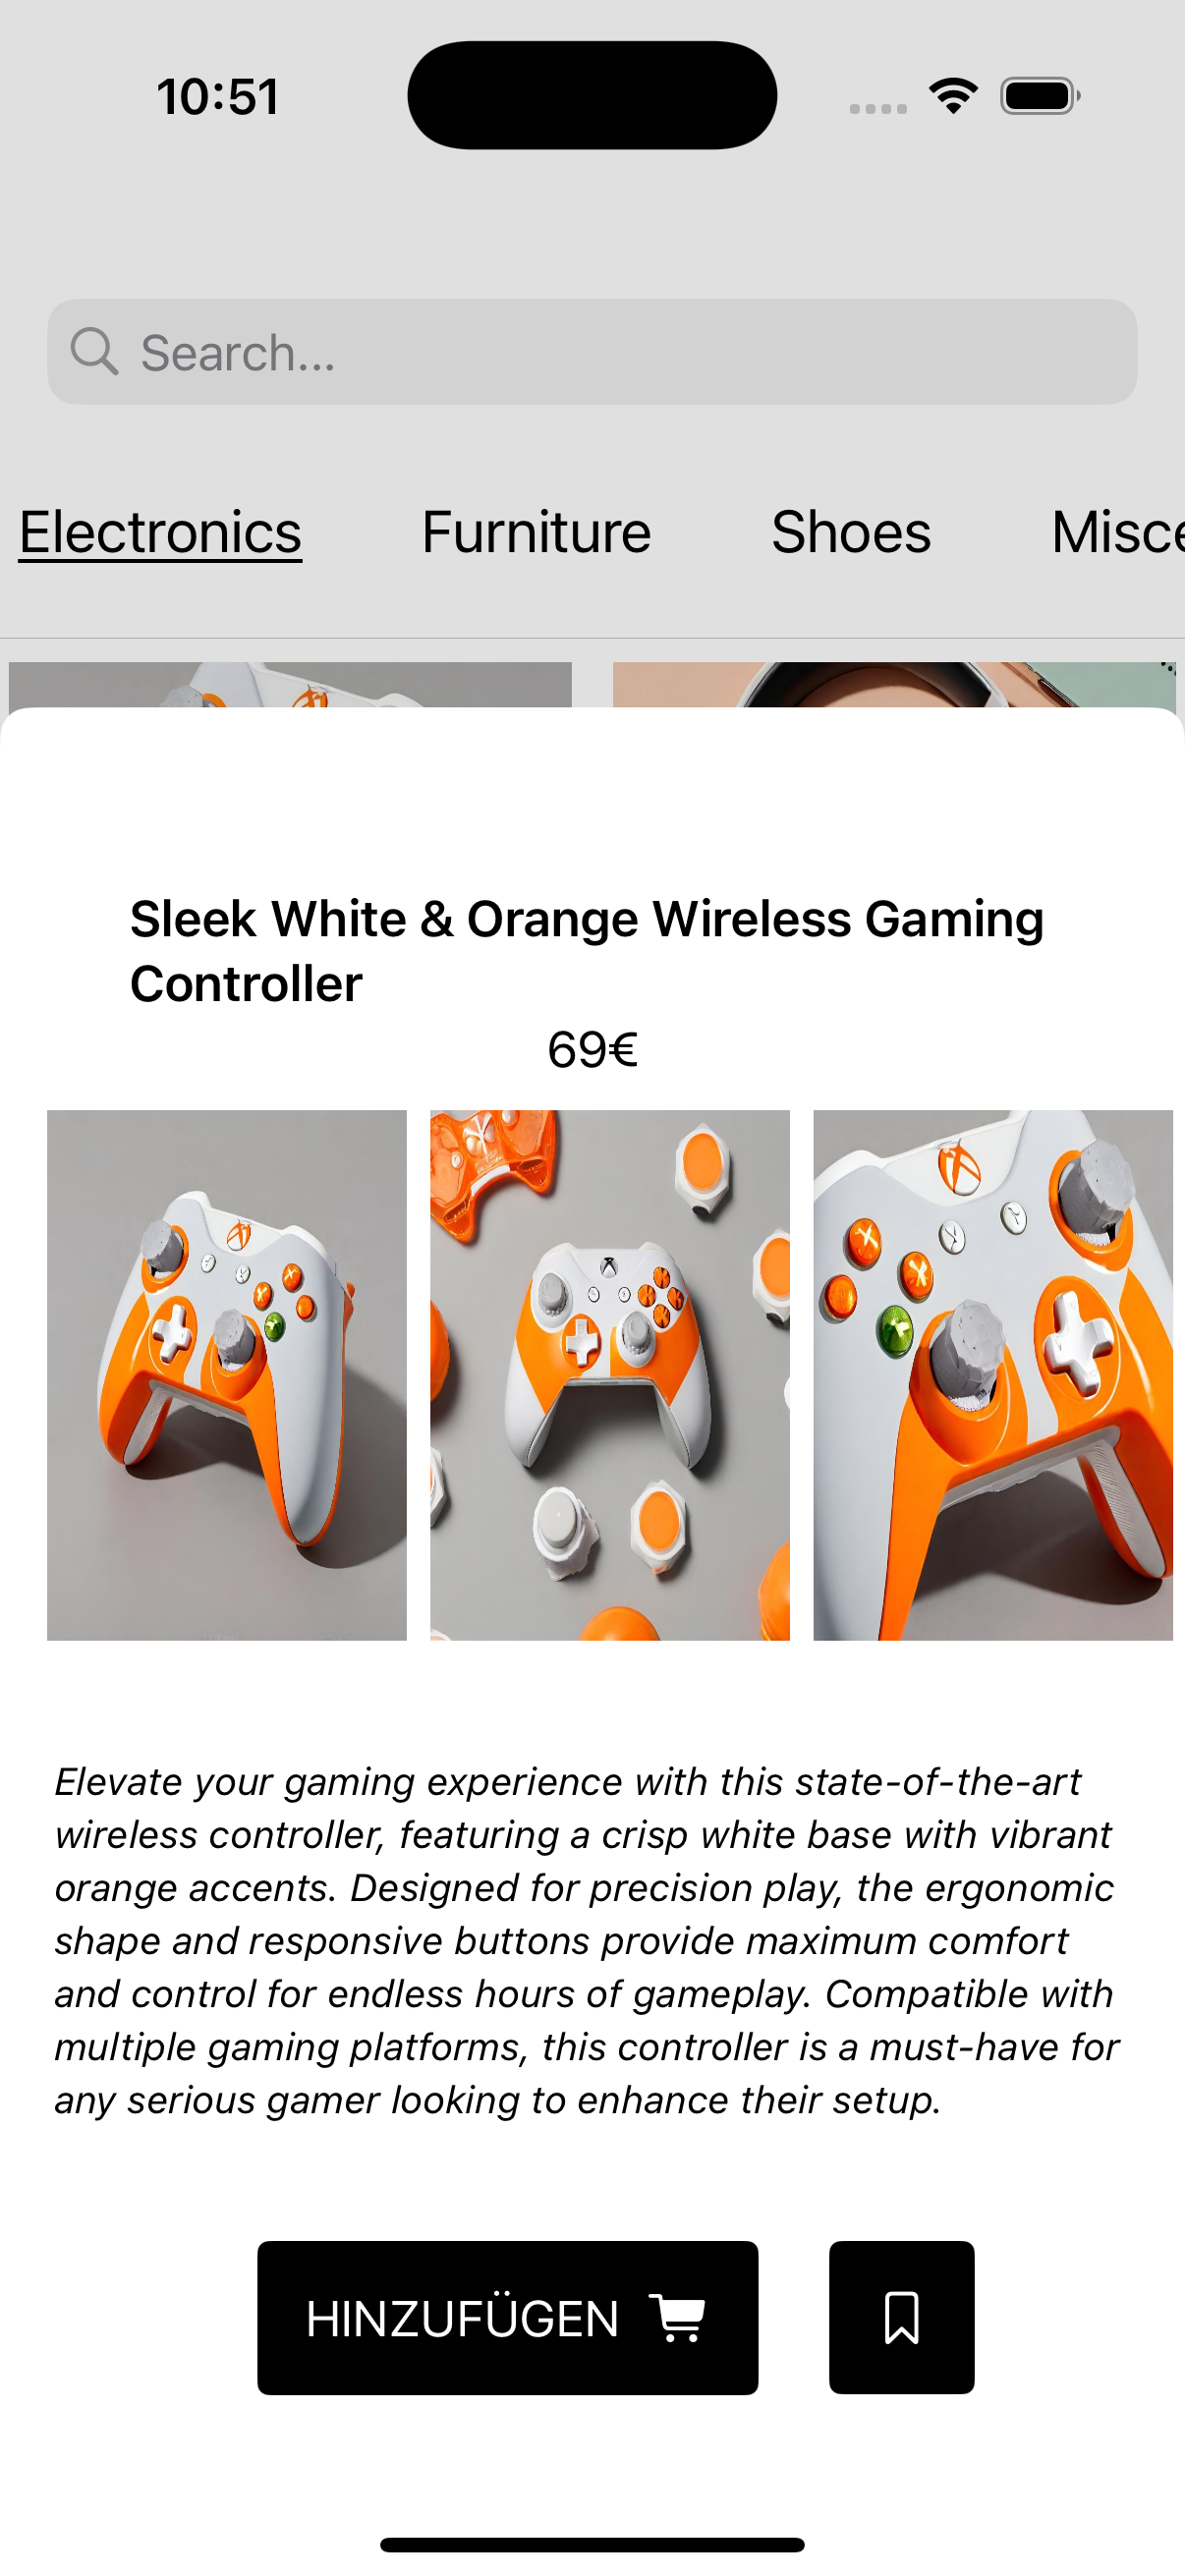 10:51
Search...
Electronics Furniture Shoes Misce
Sleek White & Orange Wireless Gaming
Controller
69€
Elevate your gaming experience with this state-of-the-art
wireless controller, featuring a crisp white base with vibrant
orange accents. Designed for precision play, the ergonomic
shape and responsive buttons provide maximum comfort
and control for endless hours of gameplay. Compatible with
multiple gaming platforms, this controller is a must-have for
any serious gamer looking to enhance their setup.
HINZUFÜGEN